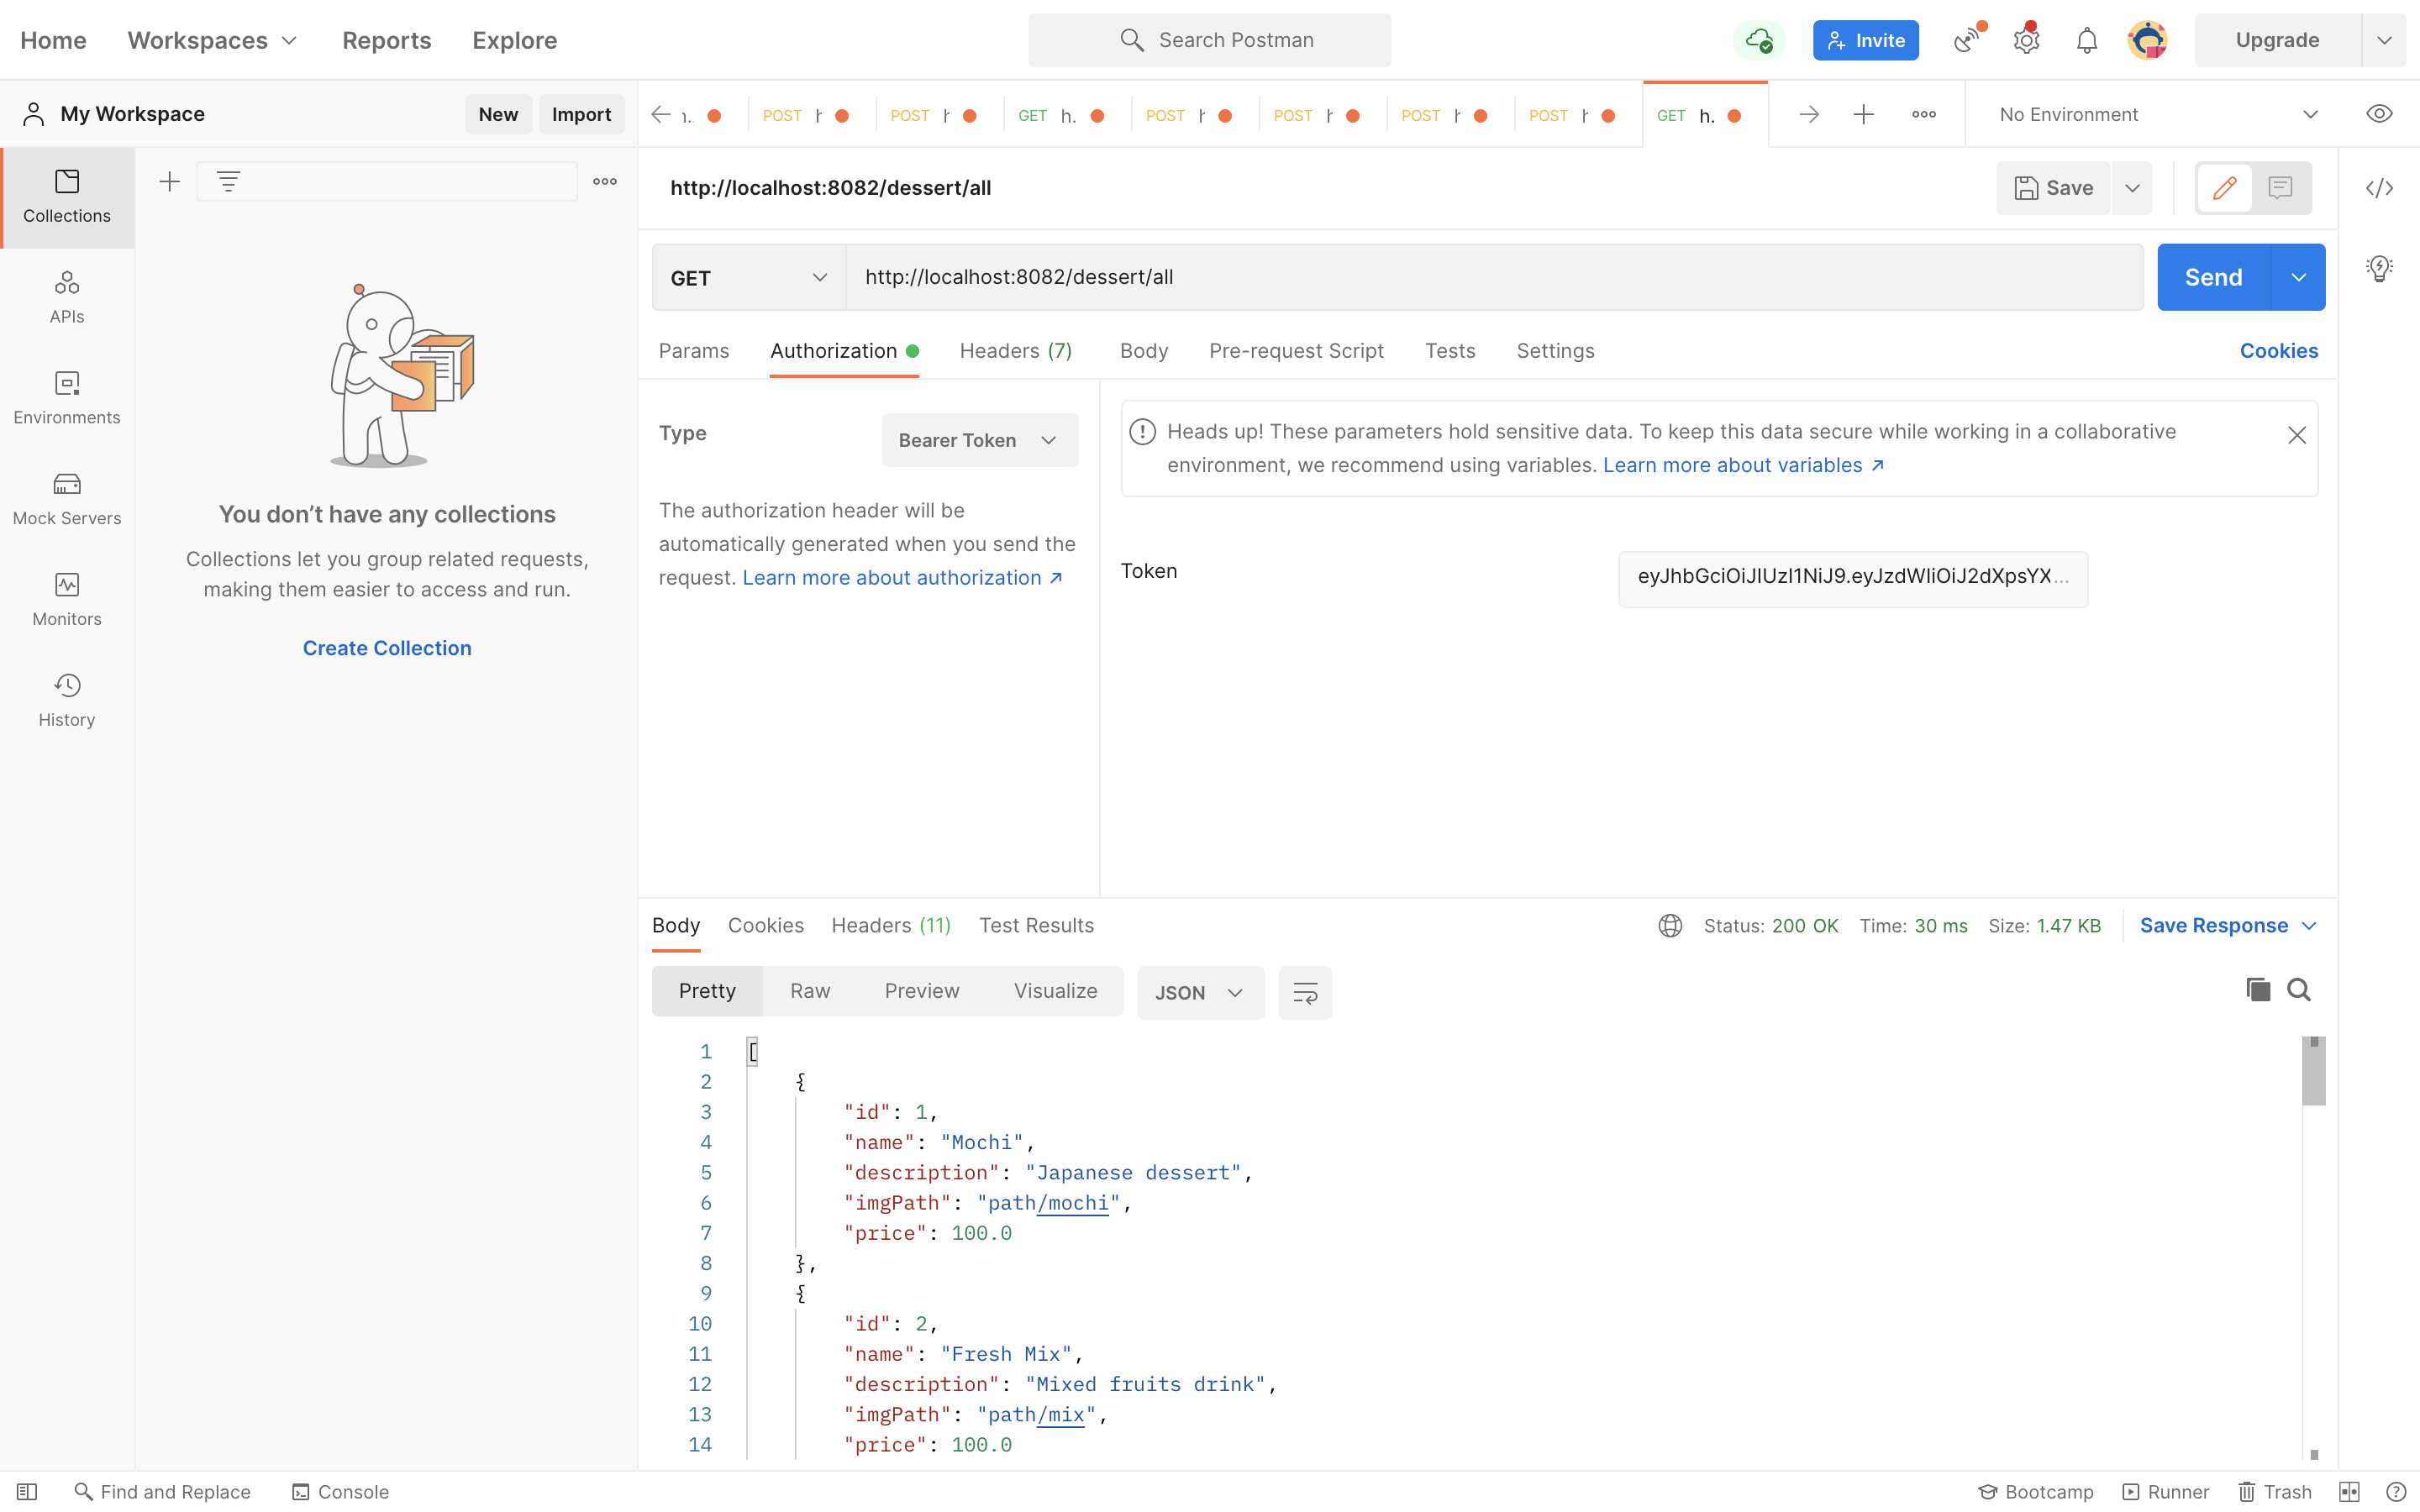 Home Workspaces Reports Explore Search Postman Invite Upgrade
My Workspace New Import
POST h POST h GET h. POST h POST h POST h POST h GET h. No Environment
Collections
APIs
Environments
Mock Servers
Monitors
History
You don’t have any collections
Collections let you group related requests,
making them easier to access and run.
Create Collection
http://localhost:8082/dessert/all Save
GET http://localhost:8082/dessert/all Send
Params Authorization Headers (7) Body Pre-request Script Tests Settings Cookies
Type Bearer Token
The authorization header will be
automatically generated when you send the
request. Learn more about authorization ↗
Heads up! These parameters hold sensitive data. To keep this data secure while working in a collaborative
environment, we recommend using variables. Learn more about variables ↗
Token
Body Cookies Headers (11) Test Results Status: 200 OK Time: 30 ms Size: 1.47 KB Save Response
Pretty Raw Preview Visualize JSON
1 [
2 {
3 "id": 1,
4 "name": "Mochi",
5 "description": "Japanese dessert",
6 "imgPath": "path/mochi",
7 "price": 100.0
8 },
9 {
10 "id": 2,
11 "name": "Fresh Mix",
12 "description": "Mixed fruits drink",
13 "imgPath": "path/mix",
14 "price": 100.0
Find and Replace Console Bootcamp Runner Trash